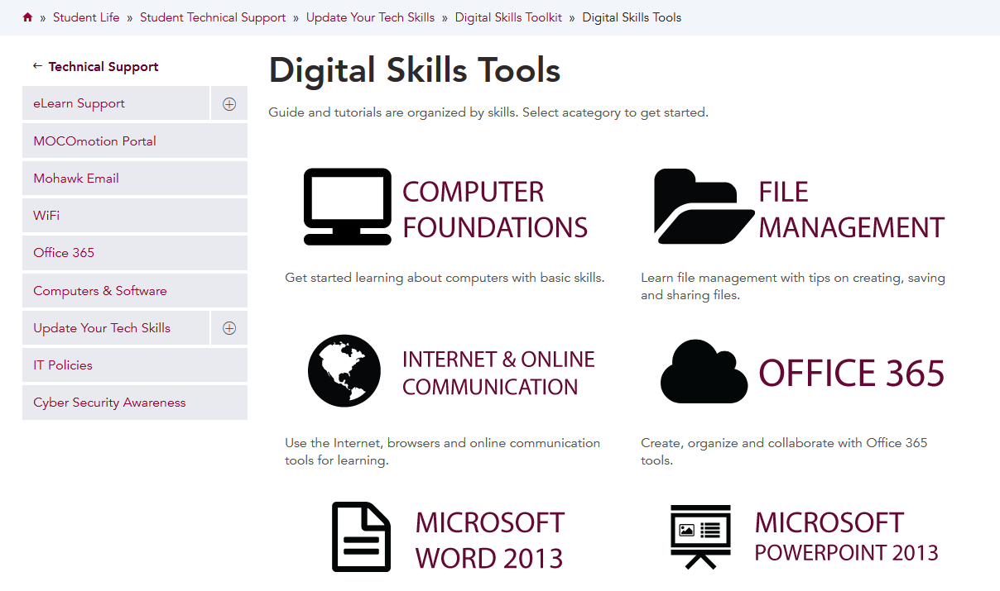 » Student Life » Student Technical Support » Update Your Tech Skills » Digital Skills Toolkit » Digital Skills Tools
← Technical Support
eLearn Support
MOCOmotion Portal
Mohawk Email
WiFi
Office 365
Computers & Software
Update Your Tech Skills
IT Policies
Cyber Security Awareness
Digital Skills Tools
Guide and tutorials are organized by skills. Select acategory to get started.
COMPUTER
FOUNDATIONS
Get started learning about computers with basic skills.
FILE
MANAGEMENT
Learn file management with tips on creating, saving
and sharing files.
INTERNET & ONLINE
COMMUNICATION
Use the Internet, browsers and online communication
tools for learning.
OFFICE 365
Create, organize and collaborate with Office 365
tools.
MICROSOFT
WORD 2013
MICROSOFT
POWERPOINT 2013